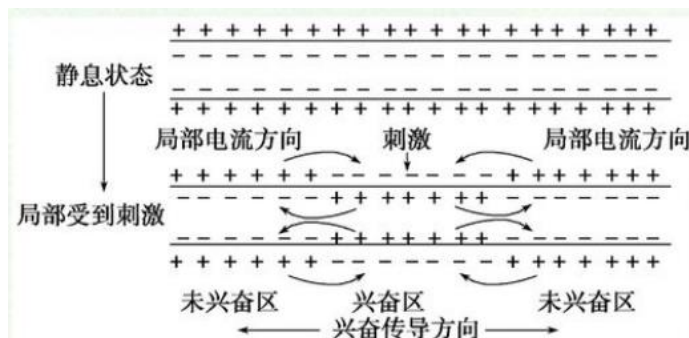 + + + + + + + + + + + + + + + + + + +
静息状态
− − − − − − − − − − − − − − − − − −
− − − − − − − − − − − − − − − − − −
+ + + + + + + + + + + + + + + + + + +
局部电流方向 刺激 局部电流方向
+ + + + + + − − − − − − − + + + + + + +
− − − − − − + + + + + + + − − − − − − −
局部受到刺激
− − − − − − + + + + + + + − − − − − − −
+ + + + + + − − − − − − − + + + + + + +
未兴奋区 兴奋区 未兴奋区
兴奋传导方向